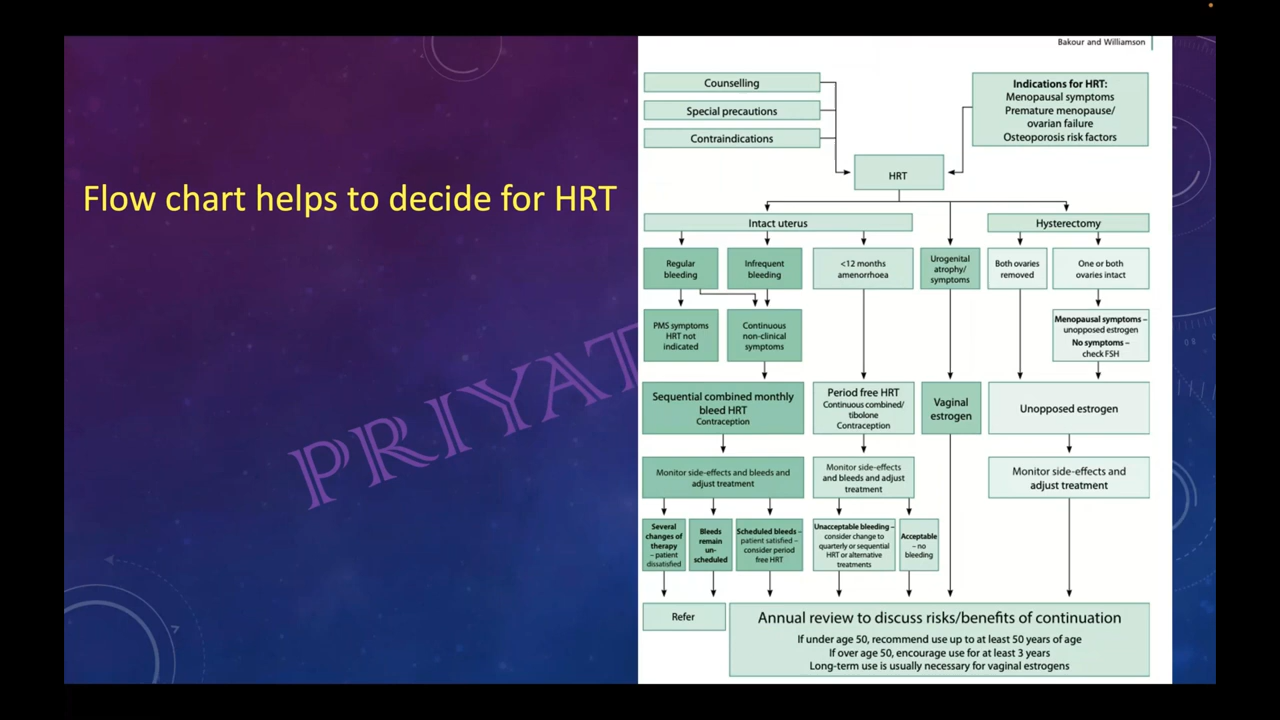 Bakour and Williamson
Flow chart helps to decide for HRT
PRIYAT
Counselling
Special precautions
Contraindications
Indications for HRT:
Menopausal symptoms
Premature menopause/
ovarian failure
Osteoporosis risk factors
HRT
Intact uterus
Hysterectomy
Regular
bleeding
Infrequent
bleeding
<12 months
amenorrhoea
Urogenital
atrophy/
symptoms
Both ovaries
removed
One or both
ovaries intact
PMS symptoms
HRT not
indicated
Continuous
non-clinical
symptoms
Menopausal symptoms –
unopposed estrogen
No symptoms –
check FSH
Sequential combined monthly
bleed HRT
Contraception
Period free HRT
Continuous combined/
tibolone
Contraception
Vaginal
estrogen
Unopposed estrogen
Monitor side-effects and bleeds and
adjust treatment
Monitor side-effects
and bleeds and adjust
treatment
Monitor side-effects and
adjust treatment
Several
changes of
therapy
– patient
dissatisfied
Bleeds
remain
un-
scheduled
Scheduled bleeds –
patient satisfied –
consider period
free HRT
Unacceptable bleeding –
consider change to
quarterly or sequential
HRT or alternative
treatments
Acceptable
– no
bleeding
Refer
Annual review to discuss risks/benefits of continuation
If under age 50, recommend use up to at least 50 years of age
If over age 50, encourage use for at least 3 years
Long-term use is usually necessary for vaginal estrogens